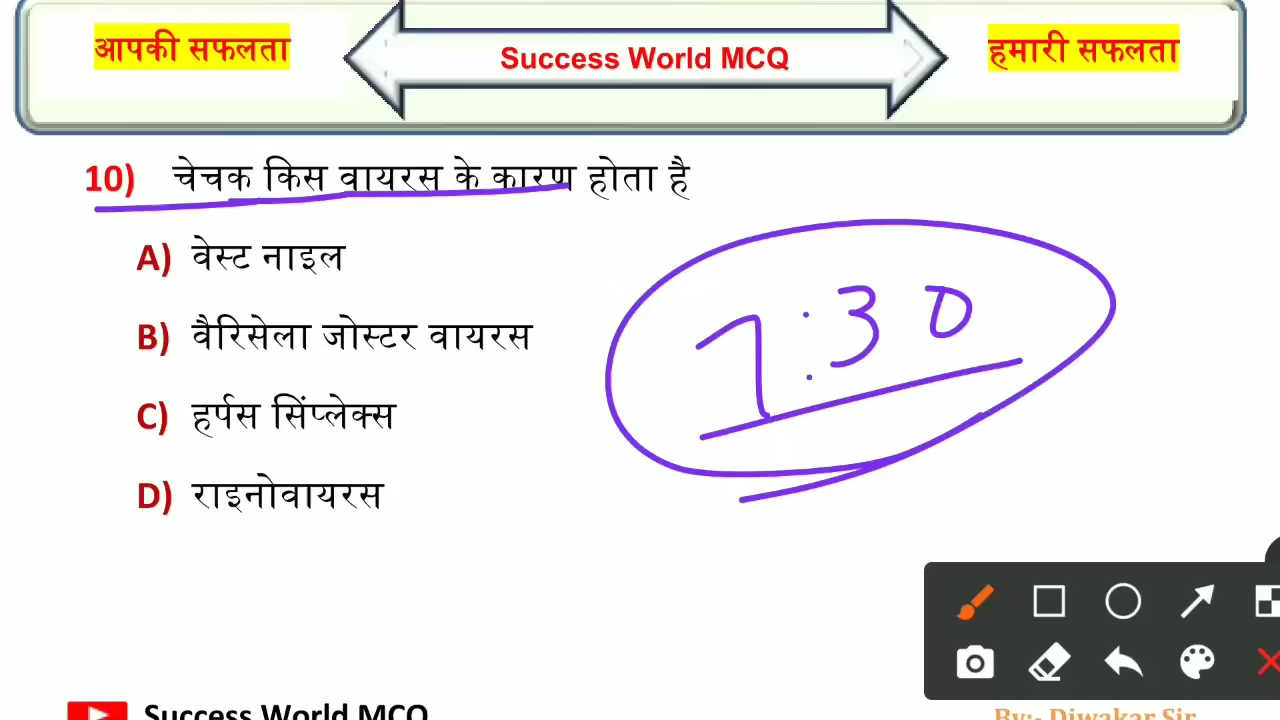 आपकी सफलता Success World MCQ हमारी सफलता
10) चेचक किस वायरस के कारण होता है
A) वेस्ट नाइल
B) वैरिसेला जोस्टर वायरस
C) हर्पस सिंप्लेक्स
D) राइनोवायरस
7:30
Success World MCQ
By:- Diwakar Sir